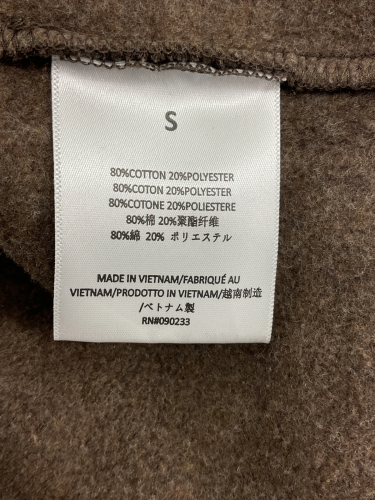 S
80%COTTON 20%POLYESTER
80%COTON 20%POLYESTER
80%COTONE 20%POLIESTERE
80%棉 20%聚酯纤维
80%綿 20% ポリエステル
MADE IN VIETNAM/FABRIQUÉ AU
VIETNAM/PRODOTTO IN VIETNAM/越南制造
/ベトナム製
RN#090233